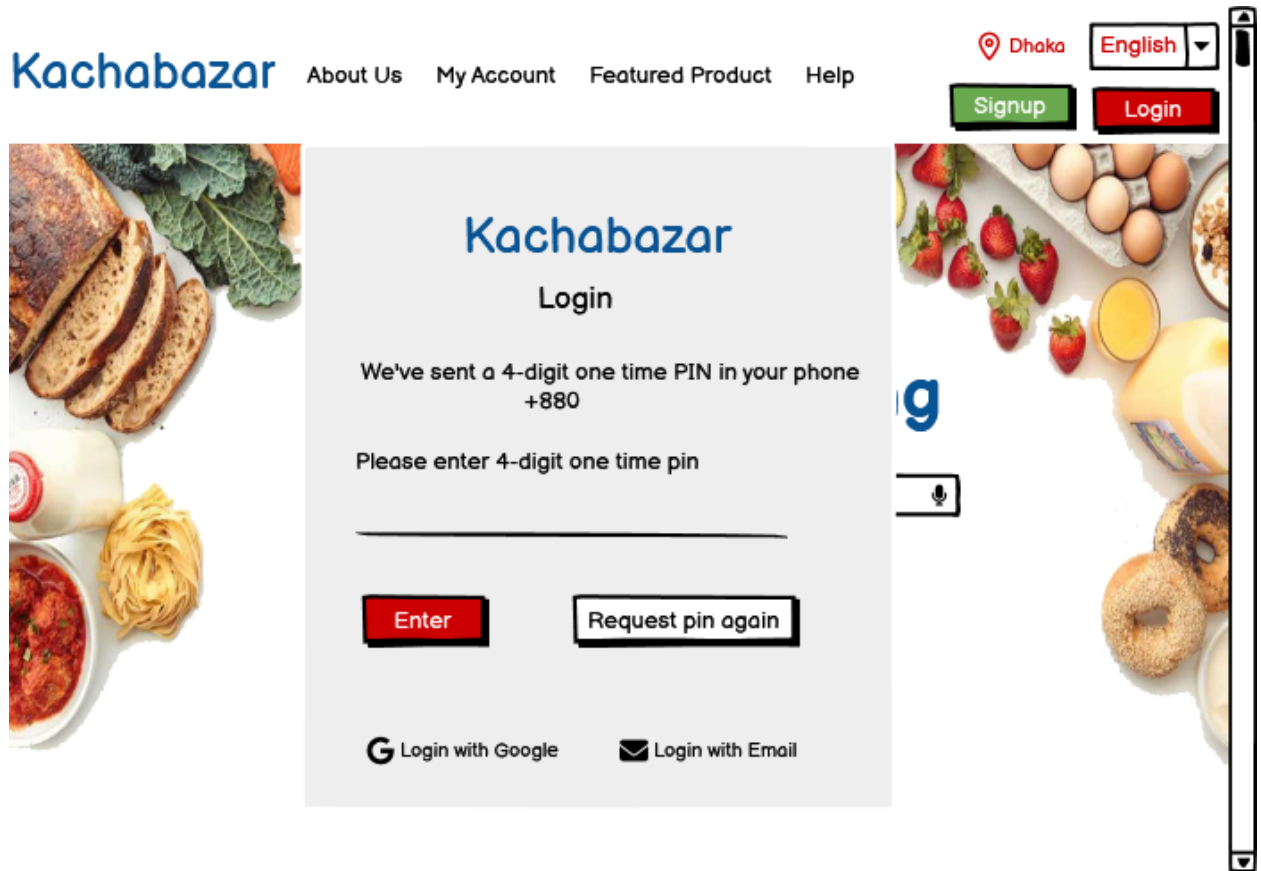 Kachabazar
About Us My Account Featured Product Help
Dhaka
English
Signup
Login
Kachabazar
Login
We've sent a 4-digit one time PIN in your phone
+880
g
Please enter 4-digit one time pin
Enter
Request pin again
Login with Google
Login with Email